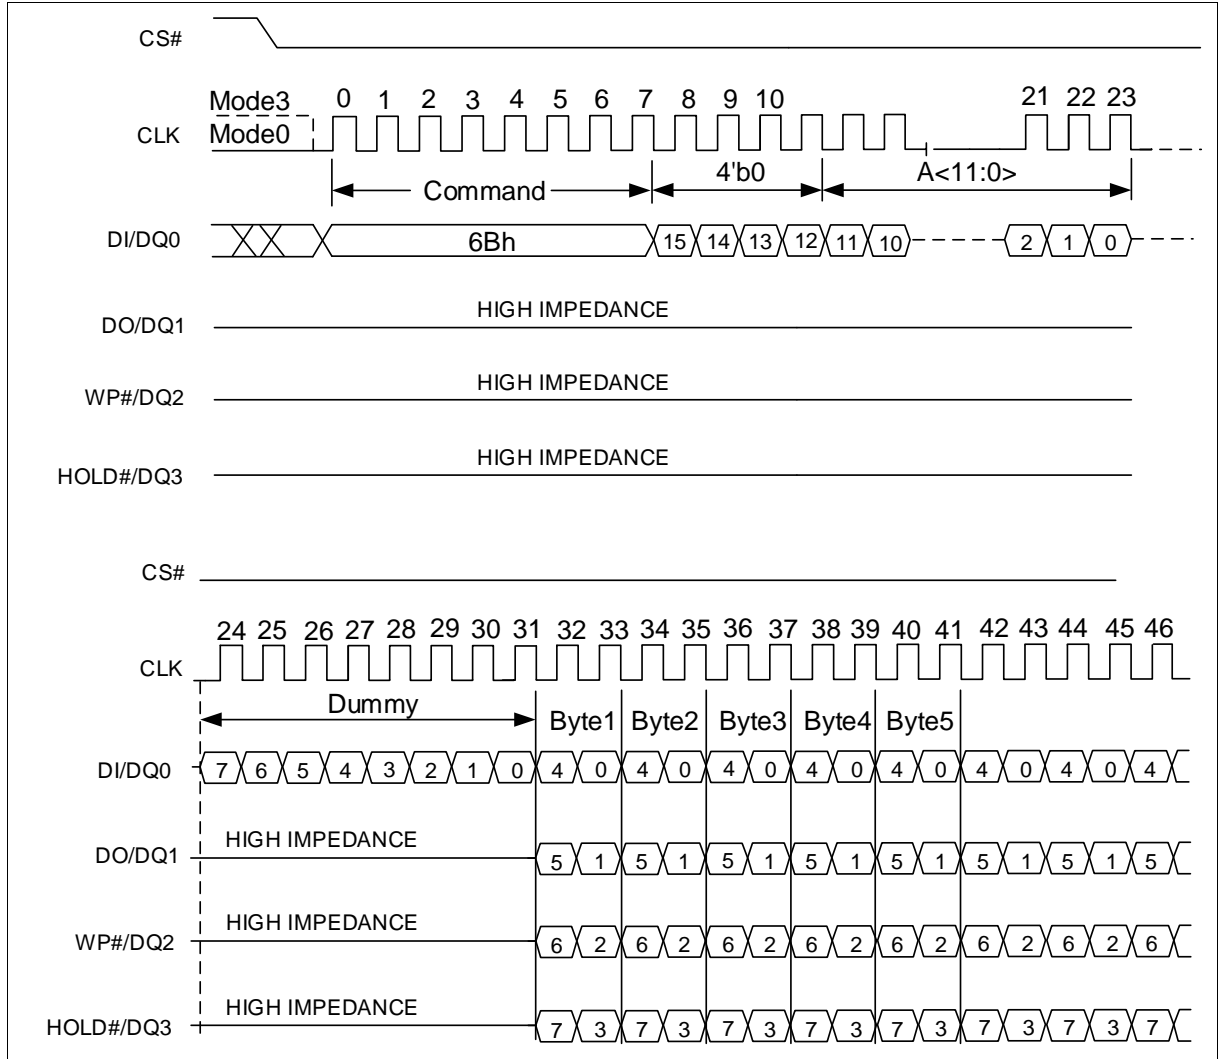 CS#
Mode3 0 1 2 3 4 5 6 7 8 9 10 21 22 23
CLK Mode0
Command 4'b0 A<11:0>
DI/DQ0 6Bh 15 14 13 12 11 10 2 1 0
HIGH IMPEDANCE
DO/DQ1
HIGH IMPEDANCE
WP#/DQ2
HIGH IMPEDANCE
HOLD#/DQ3
CS#
24 25 26 27 28 29 30 31 32 33 34 35 36 37 38 39 40 41 42 43 44 45 46
CLK
Dummy Byte1 Byte2 Byte3 Byte4 Byte5
DI/DQ0 7 6 5 4 3 2 1 0 4 0 4 0 4 0 4 0 4 0 4 0 4 0 4
HIGH IMPEDANCE
DO/DQ1 5 1 5 1 5 1 5 1 5 1 5 1 5 1 5
HIGH IMPEDANCE
WP#/DQ2 6 2 6 2 6 2 6 2 6 2 6 2 6 2 6
HIGH IMPEDANCE
HOLD#/DQ3 7 3 7 3 7 3 7 3 7 3 7 3 7 3 7